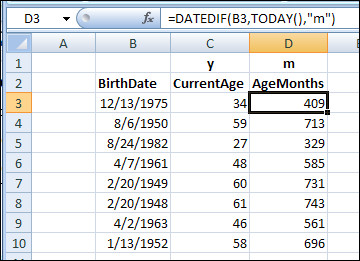 D3 fx =DATEDIF(B3,TODAY(),"m")
A B C D E
1 y m
2 BirthDate CurrentAge AgeMonths
3 12/13/1975 34 409
4 8/6/1950 59 713
5 8/24/1982 27 329
6 4/7/1961 48 585
7 2/20/1949 60 731
8 2/20/1948 61 743
9 4/2/1963 46 561
10 1/13/1952 58 696